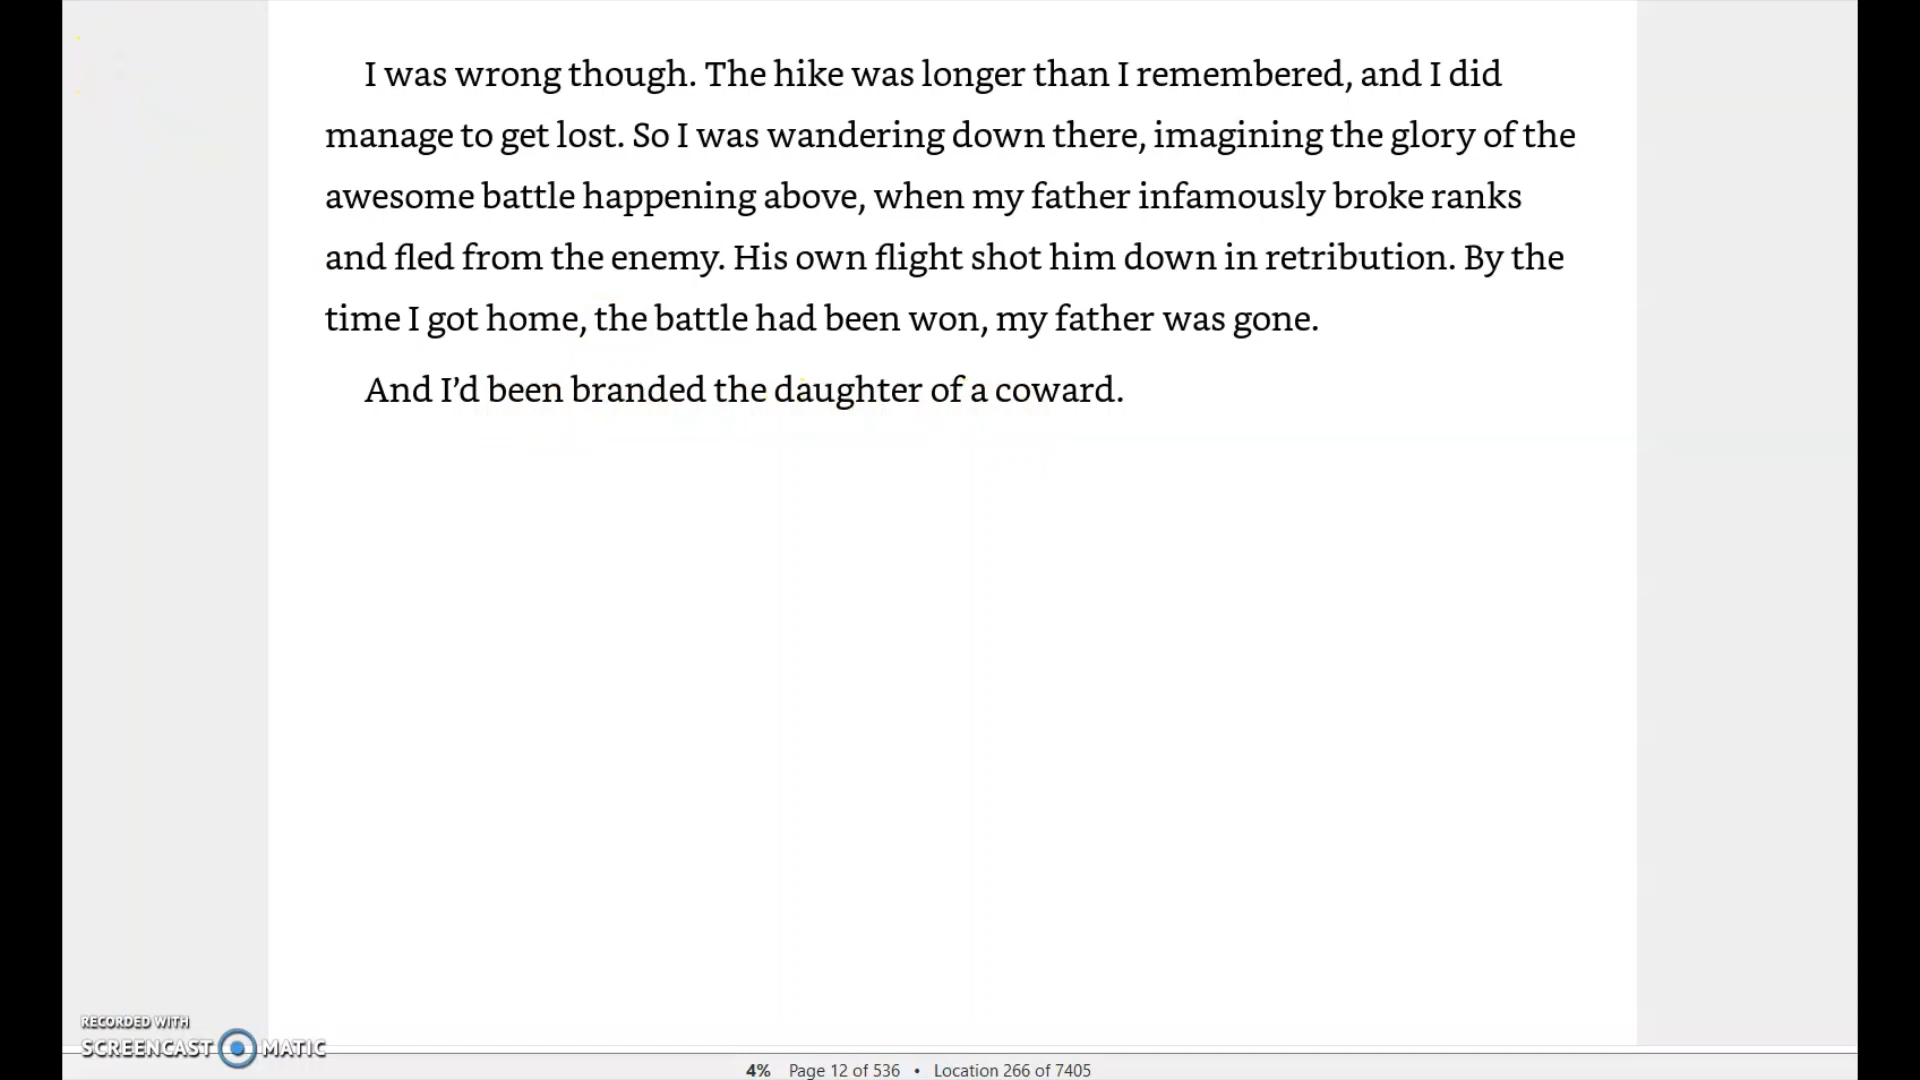 I was wrong though. The hike was longer than I remembered, and I did
manage to get lost. So I was wandering down there, imagining the glory of the
awesome battle happening above, when my father infamously broke ranks
and fled from the enemy. His own flight shot him down in retribution. By the
time I got home, the battle had been won, my father was gone.
And I’d been branded the daughter of a coward.
RECORDED WITH
SCREENCAST MATIC
4% Page 12 of 536 • Location 266 of 7405